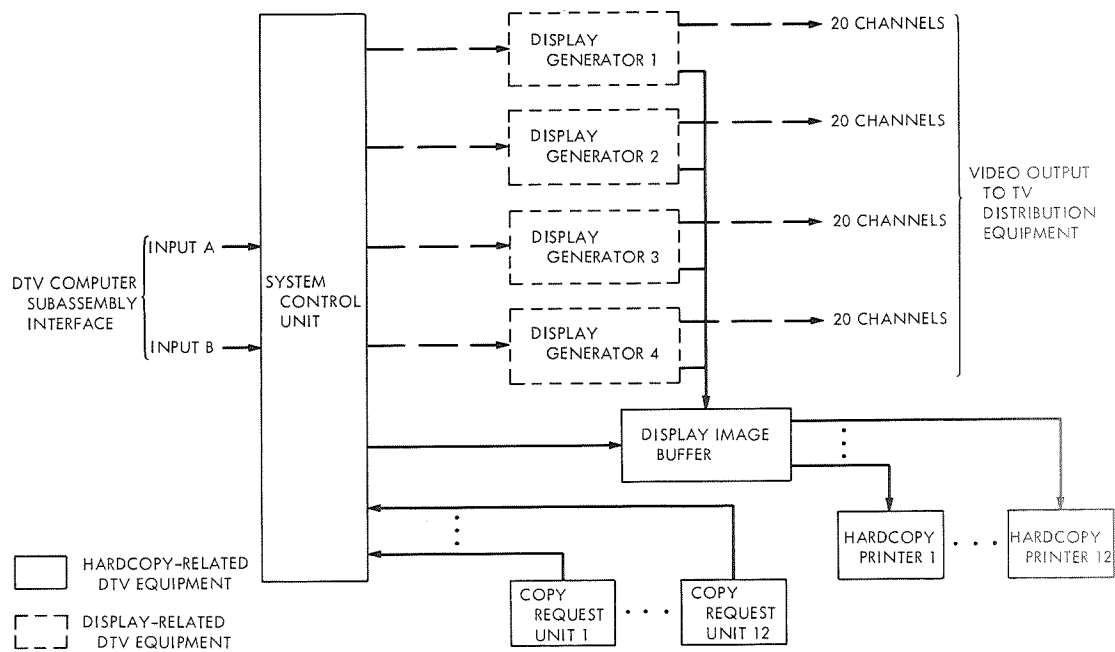 DISPLAY
GENERATOR 1
20 CHANNELS
DISPLAY
GENERATOR 2
20 CHANNELS
DISPLAY
GENERATOR 3
20 CHANNELS
DISPLAY
GENERATOR 4
20 CHANNELS
VIDEO OUTPUT
TO TV
DISTRIBUTION
EQUIPMENT
DTV COMPUTER
SUBASSEMBLY
INTERFACE
INPUT A
INPUT B
SYSTEM
CONTROL
UNIT
DISPLAY IMAGE
BUFFER
HARDCOPY
PRINTER 1
. . .
HARDCOPY
PRINTER 12
COPY
REQUEST
UNIT 1
. . .
COPY
REQUEST
UNIT 12
HARDCOPY-RELATED
DTV EQUIPMENT
DISPLAY-RELATED
DTV EQUIPMENT